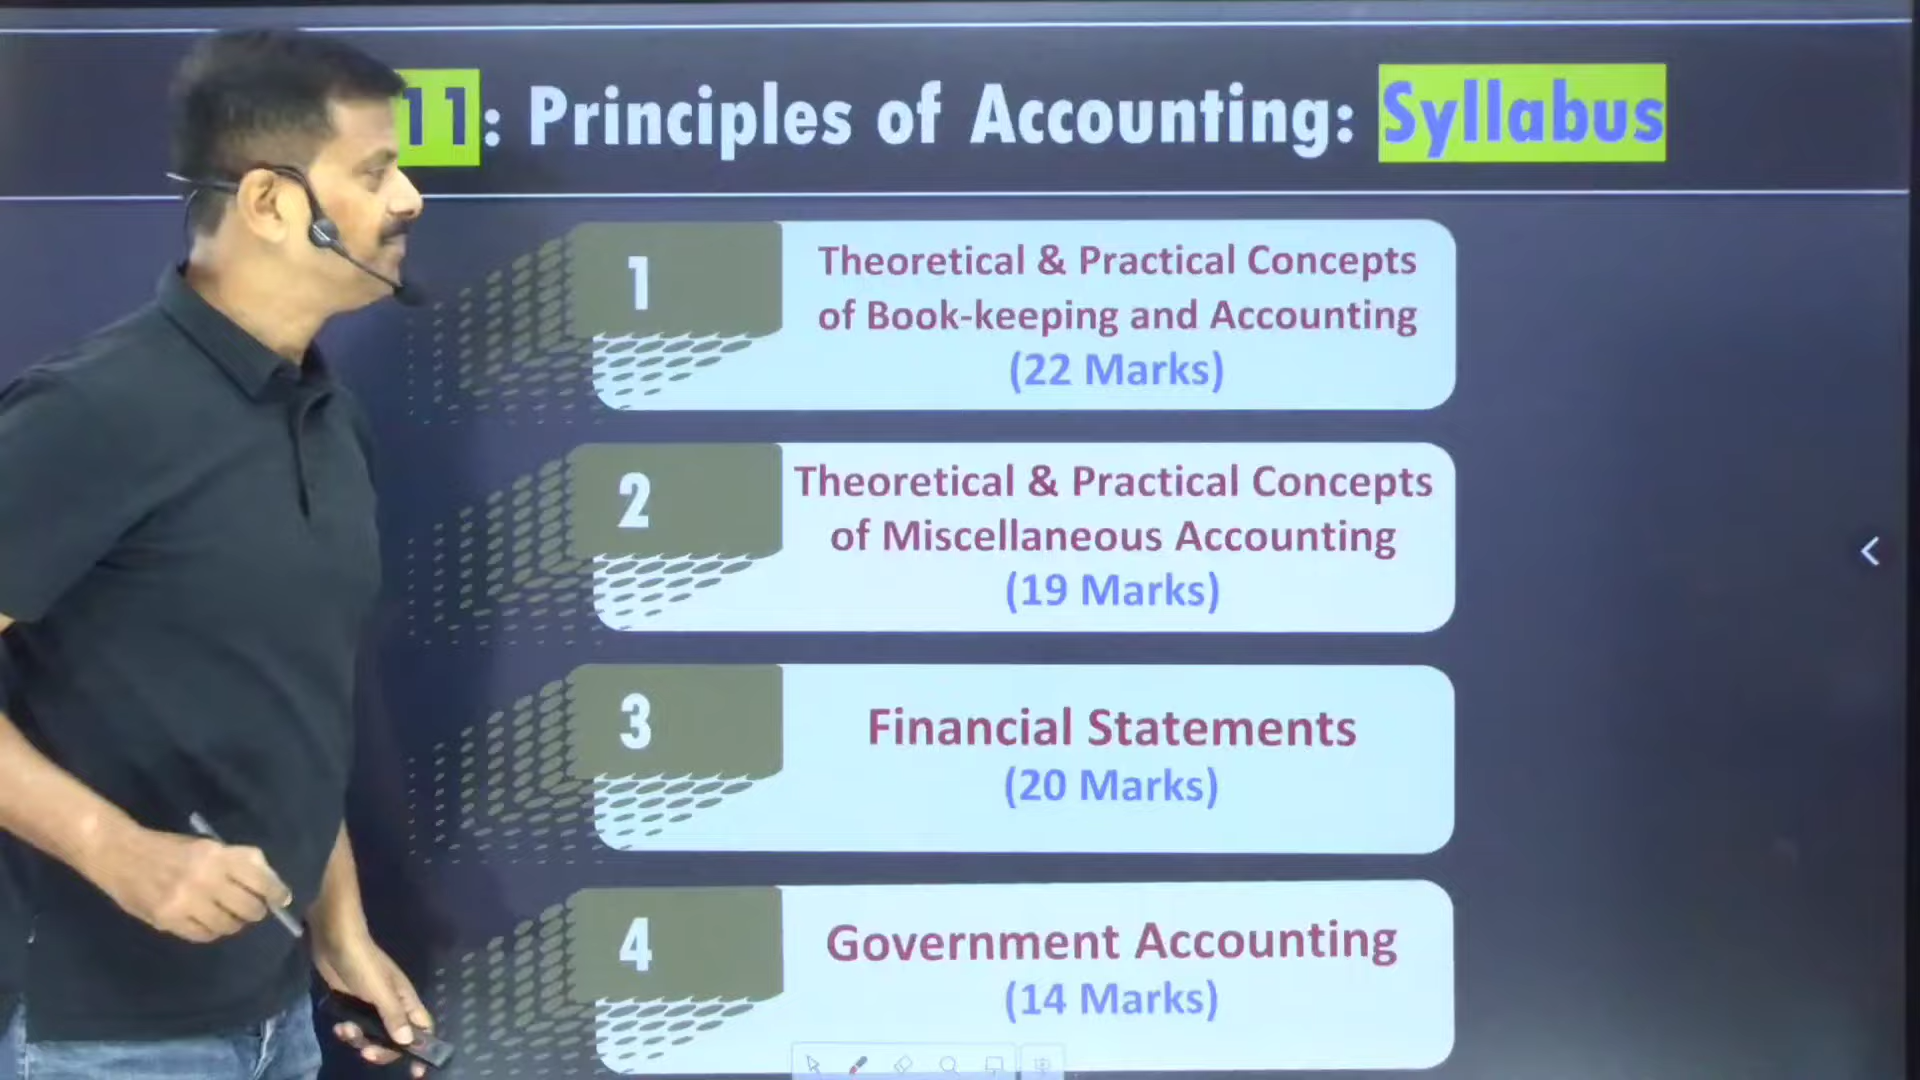 11: Principles of Accounting: Syllabus
1
Theoretical & Practical Concepts
of Book-keeping and Accounting
(22 Marks)
2
Theoretical & Practical Concepts
of Miscellaneous Accounting
(19 Marks)
3
Financial Statements
(20 Marks)
4
Government Accounting
(14 Marks)